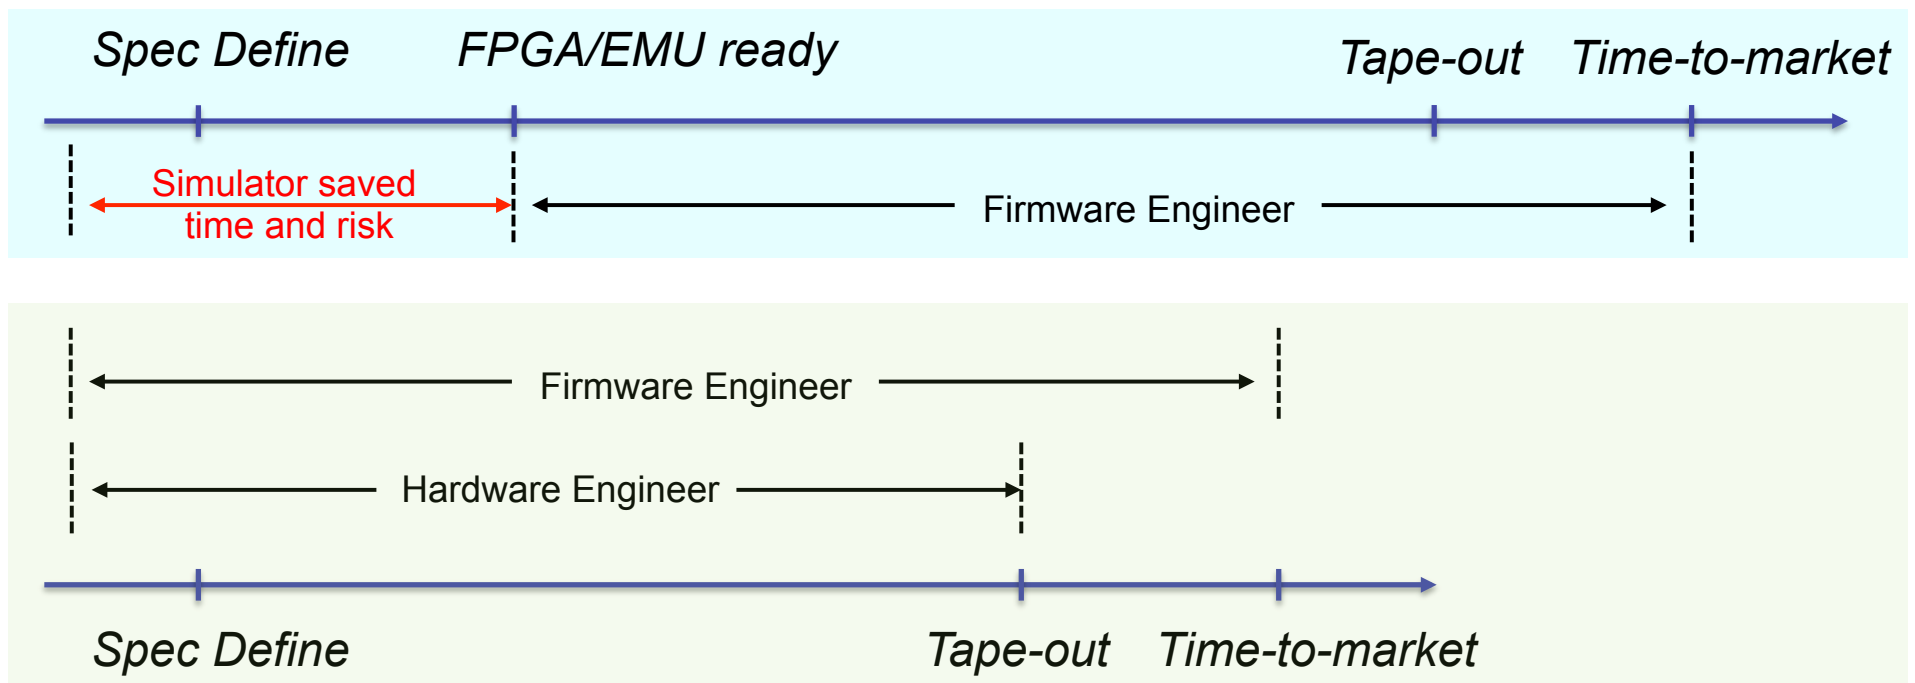 Spec Define
FPGA/EMU ready
Tape-out
Time-to-market
Simulator saved
time and risk
Firmware Engineer
Firmware Engineer
Hardware Engineer
Spec Define
Tape-out
Time-to-market